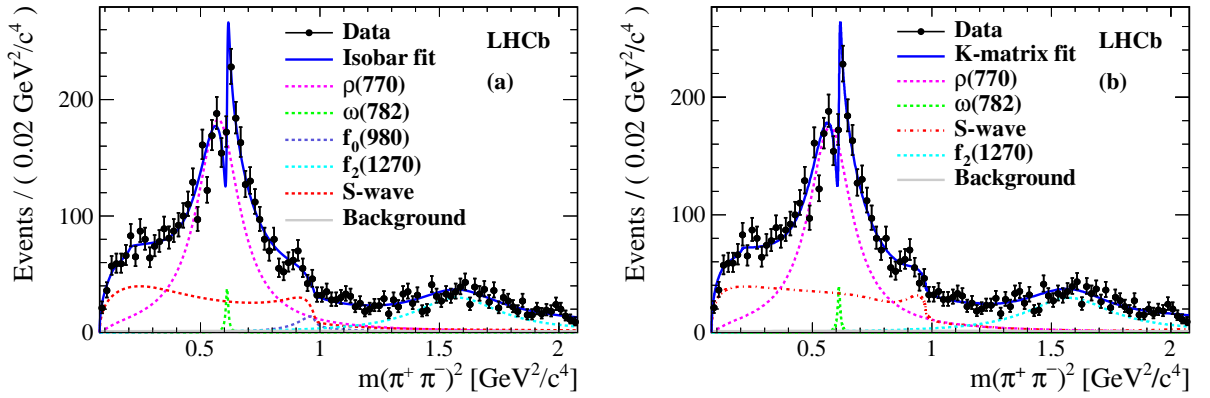 Events / ( 0.02 GeV²/c⁴)
200
100
0
Data
Isobar fit
ρ(770)
ω(782)
f₀(980)
f₂(1270)
S-wave
Background
LHCb
(a)
0.5 1 1.5 2
m(π⁺ π⁻)² [GeV²/c⁴]
Events / ( 0.02 GeV²/c⁴)
200
100
0
Data
K-matrix fit
ρ(770)
ω(782)
S-wave
f₂(1270)
Background
LHCb
(b)
0.5 1 1.5 2
m(π⁺ π⁻)² [GeV²/c⁴]